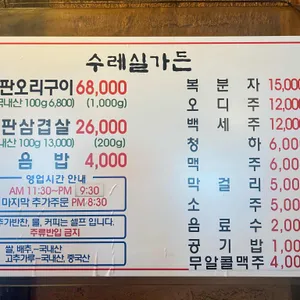 수레실가든
판오리구이 68,000
국내산 100g 6,800) (1,000g)
판삼겹살 26,000
국내산 100g 13,000) (200g)
음밥 4,000
영업시간 안내
AM 11:30~PM 9:30
마지막 추가주문 PM 8:30
추가반찬, 물, 커피는 셀프 입니다.
주류반입 금지
쌀, 배추-국내산
고추가루-국내산, 중국산
복분자 15,000
오디주 12,000
백세주 12,000
청하 6,000
맥주 5,000
막걸리 5,000
소주 5,000
음료수 2,000
공기밥 1,000
무알콜맥주 4,000